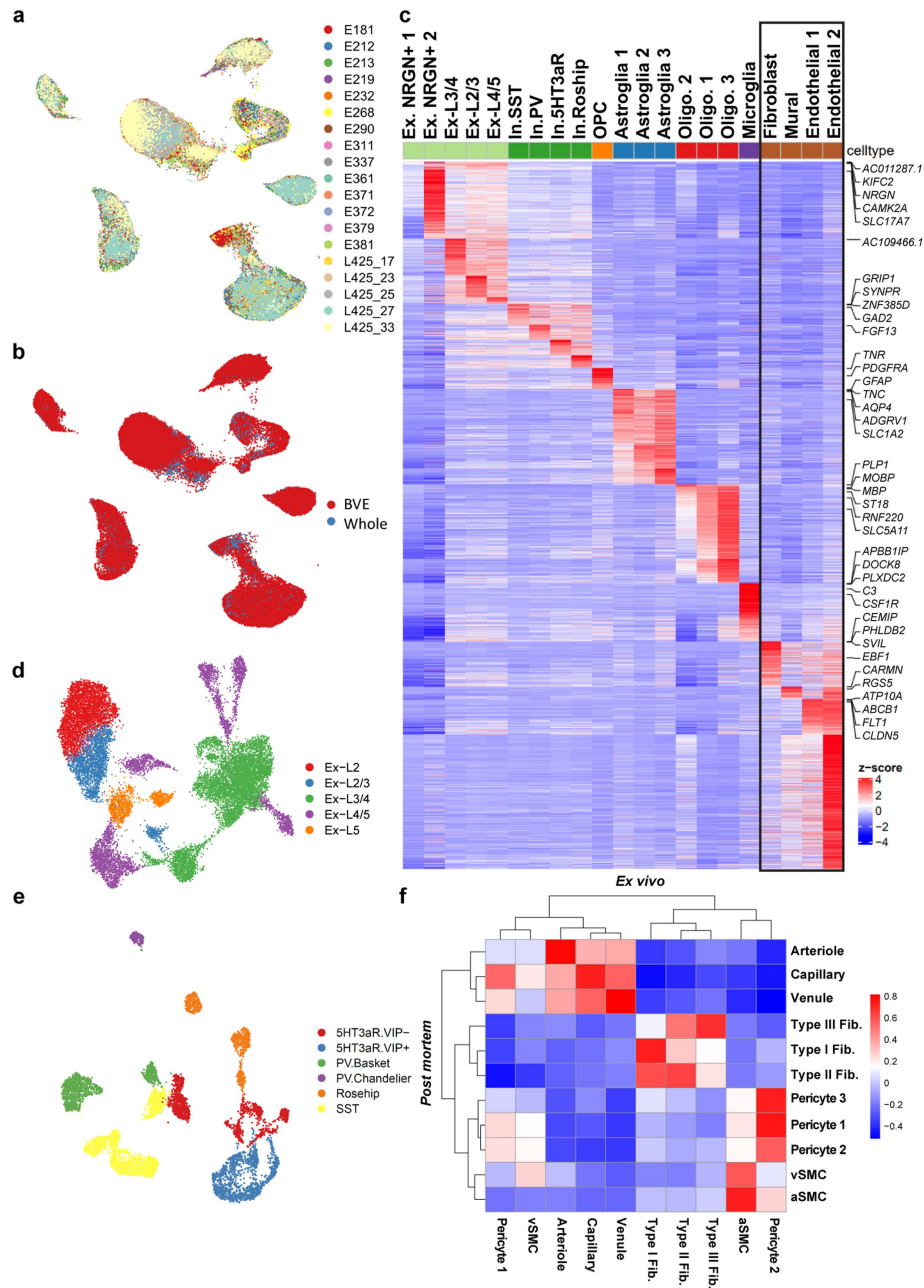 a
E181
E212
E213
E219
E232
E268
E290
E311
E337
E361
E371
E372
E379
E381
L425_17
L425_23
L425_25
L425_27
L425_33
b
BVE
Whole
c
Ex. NRGN+ 1
Ex. NRGN+ 2
Ex-L3/4
Ex-L2/3
Ex-L4/5
In.SST
In.PV
In.5HT3aR
In.Roship
OPC
Astroglia 1
Astroglia 2
Astroglia 3
Oligo. 2
Oligo. 1
Oligo. 3
Microglia
Fibroblast
Mural
Endothelial 1
Endothelial 2
celltype
AC011287.1
KIFC2
NRGN
CAMK2A
SLC17A7
AC109466.1
GRIP1
SYNPR
ZNF385D
GAD2
FGF13
TNR
PDGFRA
GFAP
TNC
AQP4
ADGRV1
SLC1A2
PLP1
MOBP
MBP
ST18
RNF220
SLC5A11
APBB1IP
DOCK8
PLXDC2
C3
CSF1R
CEMIP
PHLDB2
SVIL
EBF1
CARMN
RGS5
ATP10A
ABCB1
FLT1
CLDN5
z−score
4
2
0
−2
−4
d
Ex−L2
Ex−L2/3
Ex−L3/4
Ex−L4/5
Ex−L5
e
5HT3aR.VIP−
5HT3aR.VIP+
PV.Basket
PV.Chandelier
Rosehip
SST
f
Ex vivo
Post mortem
Arteriole
Capillary
Venule
Type III Fib.
Type I Fib.
Type II Fib.
Pericyte 3
Pericyte 1
Pericyte 2
vSMC
aSMC
Pericyte 1
vSMC
Arteriole
Capillary
Venule
Type I Fib.
Type II Fib.
Type III Fib.
aSMC
Pericyte 2
0.8
0.6
0.4
0.2
0
−0.2
−0.4